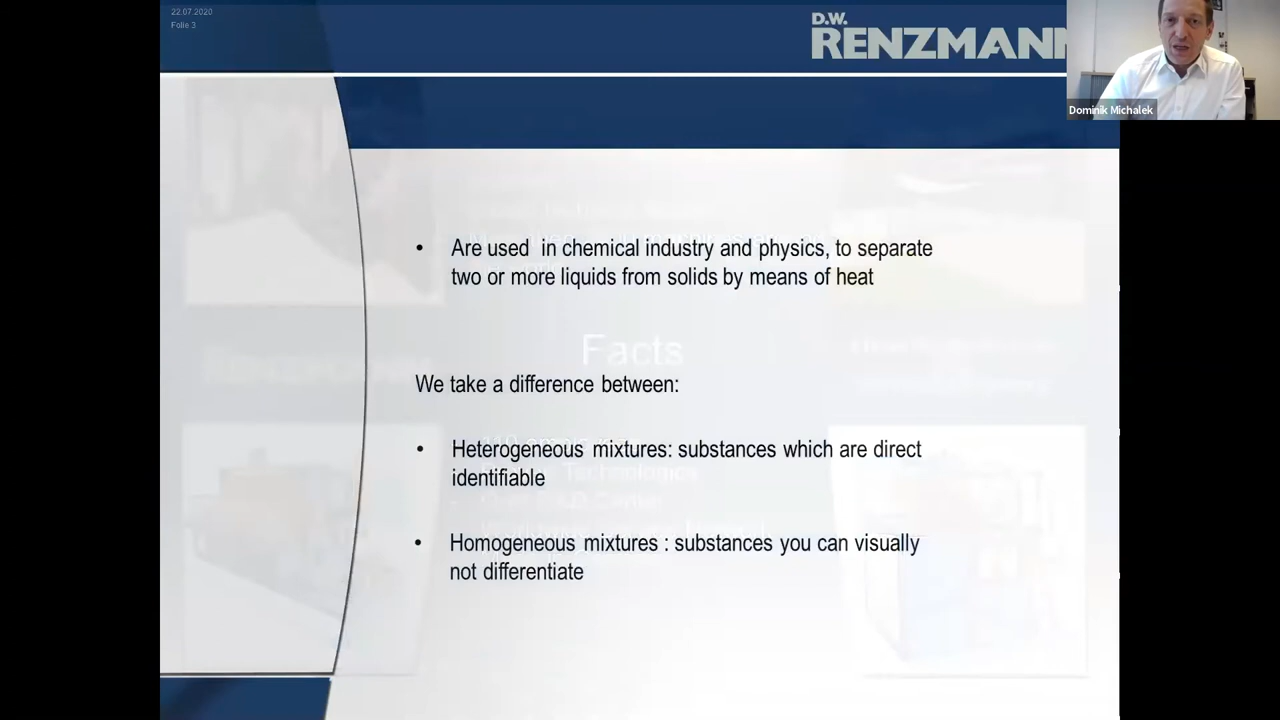 22.07.2020
Folie 3
D.W.
RENZMANN
Dominik Michalek
• Are used in chemical industry and physics, to separate
two or more liquids from solids by means of heat
Facts
We take a difference between:
• Heterogeneous mixtures: substances which are direct
identifiable
• Homogeneous mixtures : substances you can visually
not differentiate